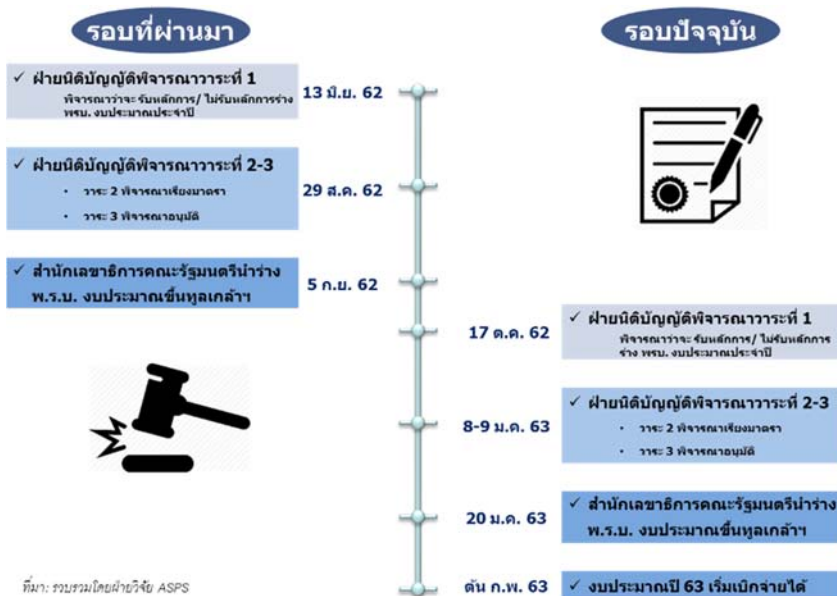 รอบที่ผ่านมา
✓ ฝ่ายนิติบัญญัติพิจารณาวาระที่ 1
พิจารณาว่าจะ รับหลักการ/ ไม่รับหลักการร่าง
พรบ. งบประมาณประจำปี
13 มิ.ย. 62
✓ ฝ่ายนิติบัญญัติพิจารณาวาระที่ 2-3
• วาระ 2 พิจารณาเรียงมาตรา
• วาระ 3 พิจารณาอนุมัติ
29 ส.ค. 62
✓ สำนักเลขาธิการคณะรัฐมนตรีนำร่าง
พ.ร.บ. งบประมาณขึ้นทูลเกล้าฯ
5 ก.ย. 62
รอบปัจจุบัน
17 ต.ค. 62
✓ ฝ่ายนิติบัญญัติพิจารณาวาระที่ 1
พิจารณาว่าจะ รับหลักการ/ ไม่รับหลักการ
ร่าง พรบ. งบประมาณประจำปี
8-9 ม.ค. 63
✓ ฝ่ายนิติบัญญัติพิจารณาวาระที่ 2-3
• วาระ 2 พิจารณาเรียงมาตรา
• วาระ 3 พิจารณาอนุมัติ
20 ม.ค. 63
✓ สำนักเลขาธิการคณะรัฐมนตรีนำร่าง
พ.ร.บ. งบประมาณขึ้นทูลเกล้าฯ
ต้น ก.พ. 63
✓ งบประมาณปี 63 เริ่มเบิกจ่ายได้
ที่มา: รวบรวมโดยฝ่ายวิจัย ASPS